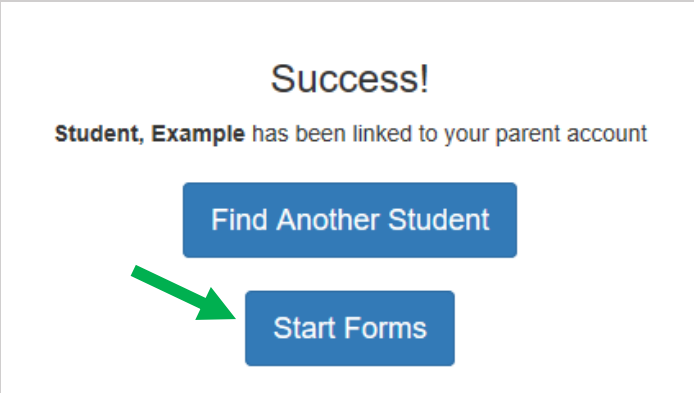 Success!
Student, Example has been linked to your parent account
Find Another Student
Start Forms